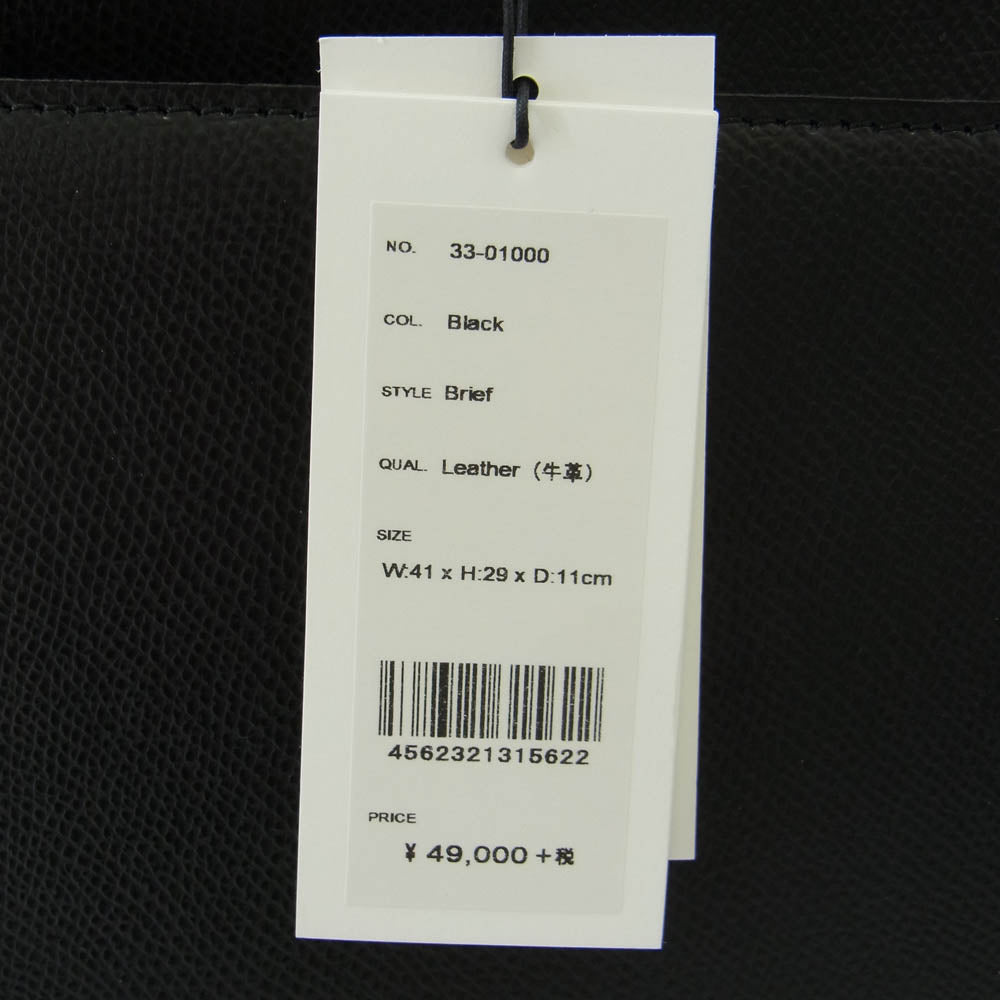 NO. 33-01000
COL. Black
STYLE Brief
QUAL. Leather (牛革)
SIZE
W:41 x H:29 x D:11cm
4562321315622
PRICE
¥ 49,000 +税